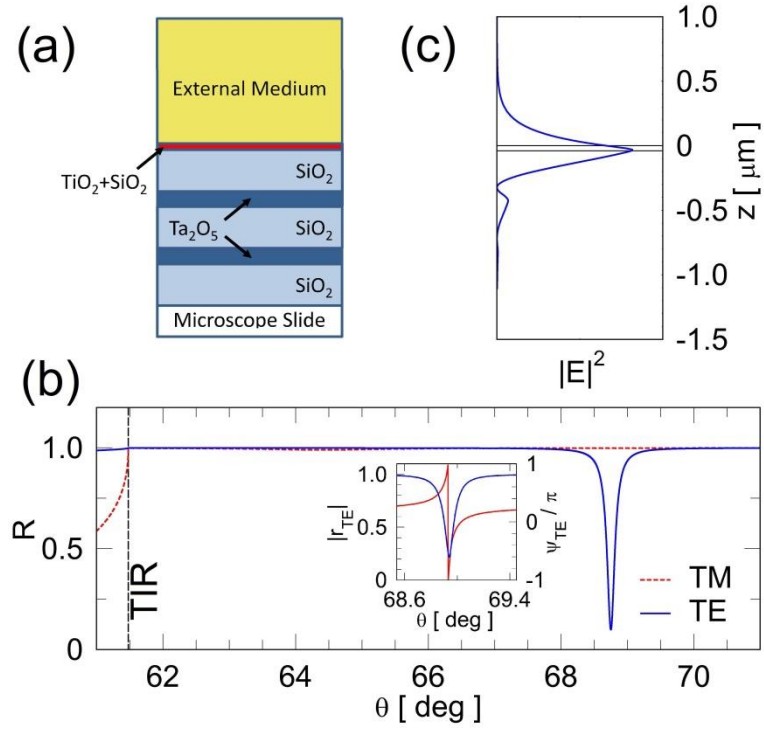 (a)
External Medium
TiO₂+SiO₂
SiO₂
Ta₂O₅
SiO₂
SiO₂
Microscope Slide
(c)
1.0
0.5
0
-0.5
-1.0
-1.5
z [ μm]
|E|²
(b)
1.0
0.5
0
R
TIR
62
64
66
68
70
θ [ deg]
1.0
0.5
0
|r_TE|
1
0
-1
ψ_TE / π
68.6
69.4
θ [ deg]
TM
TE